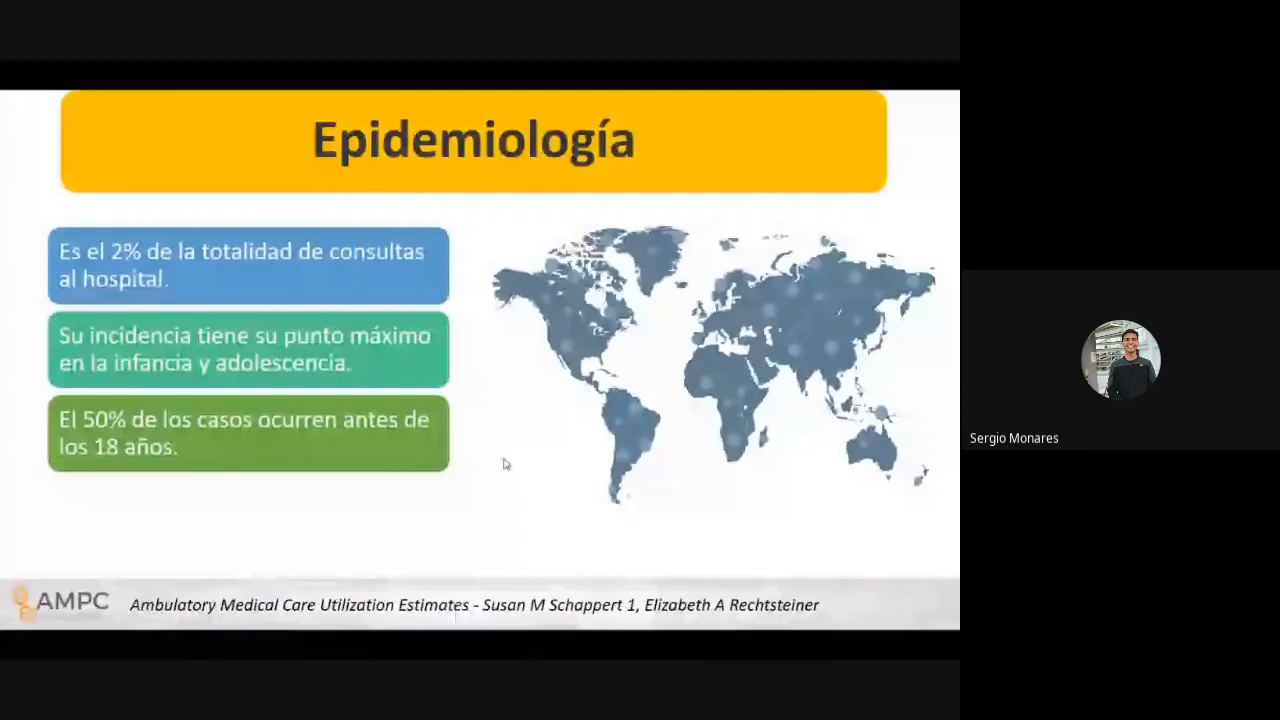 Epidemiología
Es el 2% de la totalidad de consultas
al hospital.
Su incidencia tiene su punto máximo
en la infancia y adolescencia.
El 50% de los casos ocurren antes de
los 18 años.
Sergio Monares
AMPC
Ambulatory Medical Care Utilization Estimates - Susan M Schappert 1, Elizabeth A Rechtsteiner